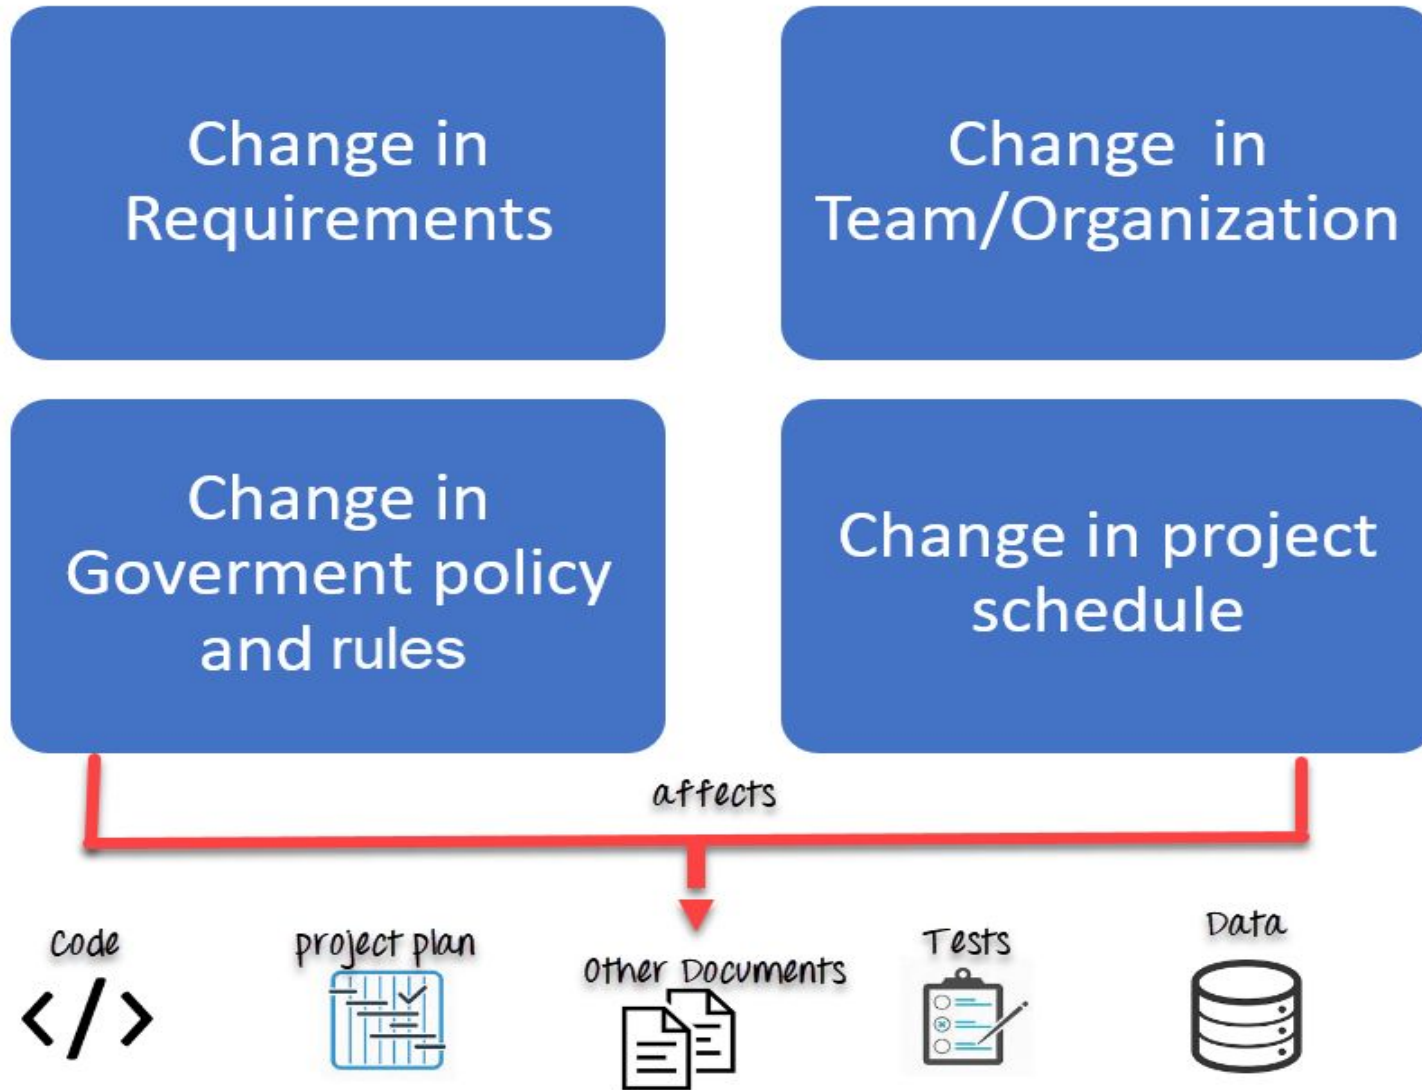 Change in
Requirements
Change in
Team/Organization
Change in
Goverment policy
and rules
Change in project
schedule
affects
Code
project plan
Other Documents
Tests
Data